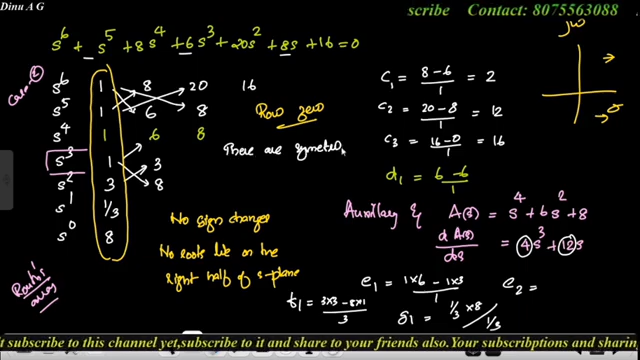 Dinu A G
scribe Contact: 8075563088
s⁶ + s⁵ + 8s⁴ + 6s³ + 20s² + 8s + 16 = 0
jω
σ
Case-2
s⁶ 1 8 20 16
s⁵ 1 6 8
s⁴ 1 6 8
s³ 1 3
s² 3 8
s¹ 1/3
s⁰ 8
Row zero
There are symetri
No sign changes
No roots lie on the
right half of s-plane
Routh's
array
C₁ = (8-6)/1 = 2
C₂ = (20-8)/1 = 12
C₃ = (16-0)/1 = 16
d₁ = (6-6)/1
Auxiliary Eq A(s) = s⁴ + 6s² + 8
dA(s)/ds = 4s³ + 12s
e₁ = (1×6 - 1×3)/1 e₂ =
f₁ = (3×3 - 8×1)/3 g₁ = (1/3 × 8)/(1/3)
t subscribe to this channel yet,subscribe to it and share to your friends also.Your subscribptions and sharin